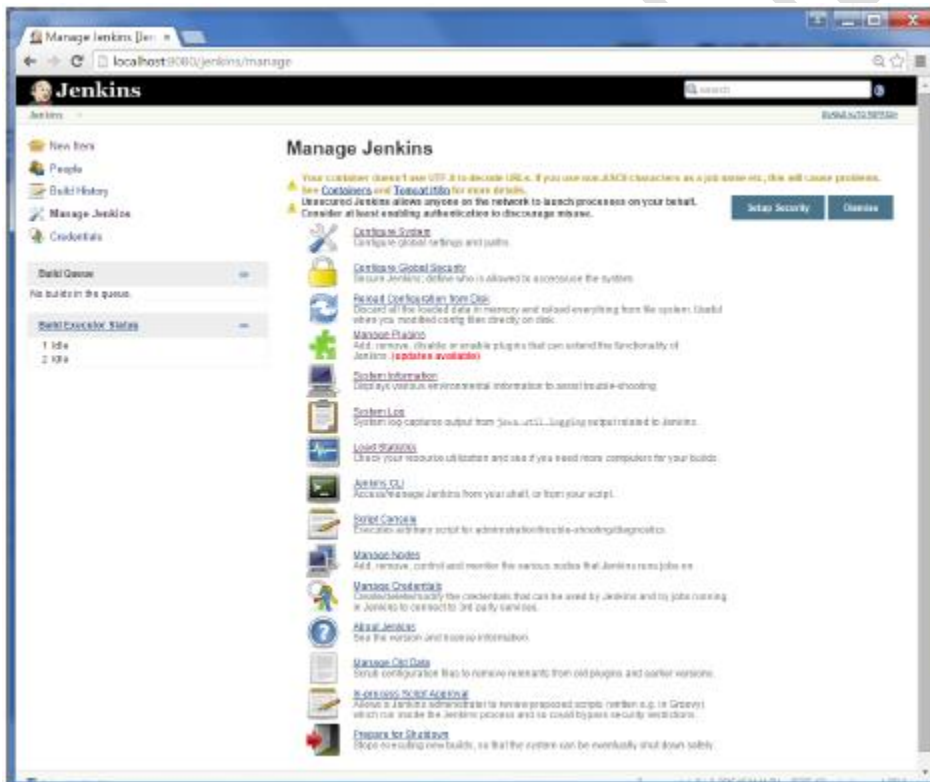 Manage Jenkins [Jen
localhost:8080/jenkins/manage
Jenkins
search
Jenkins
ENABLE AUTO REFRESH
New Item
People
Build History
Manage Jenkins
Credentials
Build Queue
No builds in the queue.
Build Executor Status
1 Idle
2 Idle
Manage Jenkins
Your container doesn't use UTF-8 to decode URLs. If you use non-ASCII characters as a job name etc, this will cause problems.
See Containers and Tomcat i18n for more details.
Unsecured Jenkins allows anyone on the network to launch processes on your behalf.
Consider at least enabling authentication to discourage misuse.
Setup Security
Dismiss
Configure System
Configure global settings and paths.
Configure Global Security
Secure Jenkins; define who is allowed to access/use the system.
Reload Configuration from Disk
Discard all the loaded data in memory and reload everything from file system. Useful
when you modified config files directly on disk.
Manage Plugins
Add, remove, disable or enable plugins that can extend the functionality of
Jenkins. (updates available)
System Information
Displays various environmental information to assist trouble-shooting.
System Log
System log captures output from java.util.logging output related to Jenkins.
Load Statistics
Check your resource utilization and see if you need more computers for your builds.
Jenkins CLI
Access/manage Jenkins from your shell, or from your script.
Script Console
Executes arbitrary script for administration/trouble-shooting/diagnostics.
Manage Nodes
Add, remove, control and monitor the various nodes that Jenkins runs jobs on.
Manage Credentials
Create/delete/modify the credentials that can be used by Jenkins and by jobs running
in Jenkins to connect to 3rd party services.
About Jenkins
See the version and license information.
Manage Old Data
Scrub configuration files to remove remnants from old plugins and earlier versions.
In-process Script Approval
Allows a Jenkins administrator to review proposed scripts (written e.g. in Groovy)
which run inside the Jenkins process and so could bypass security restrictions.
Prepare for Shutdown
Stops executing new builds, so that the system can be eventually shut down safely.